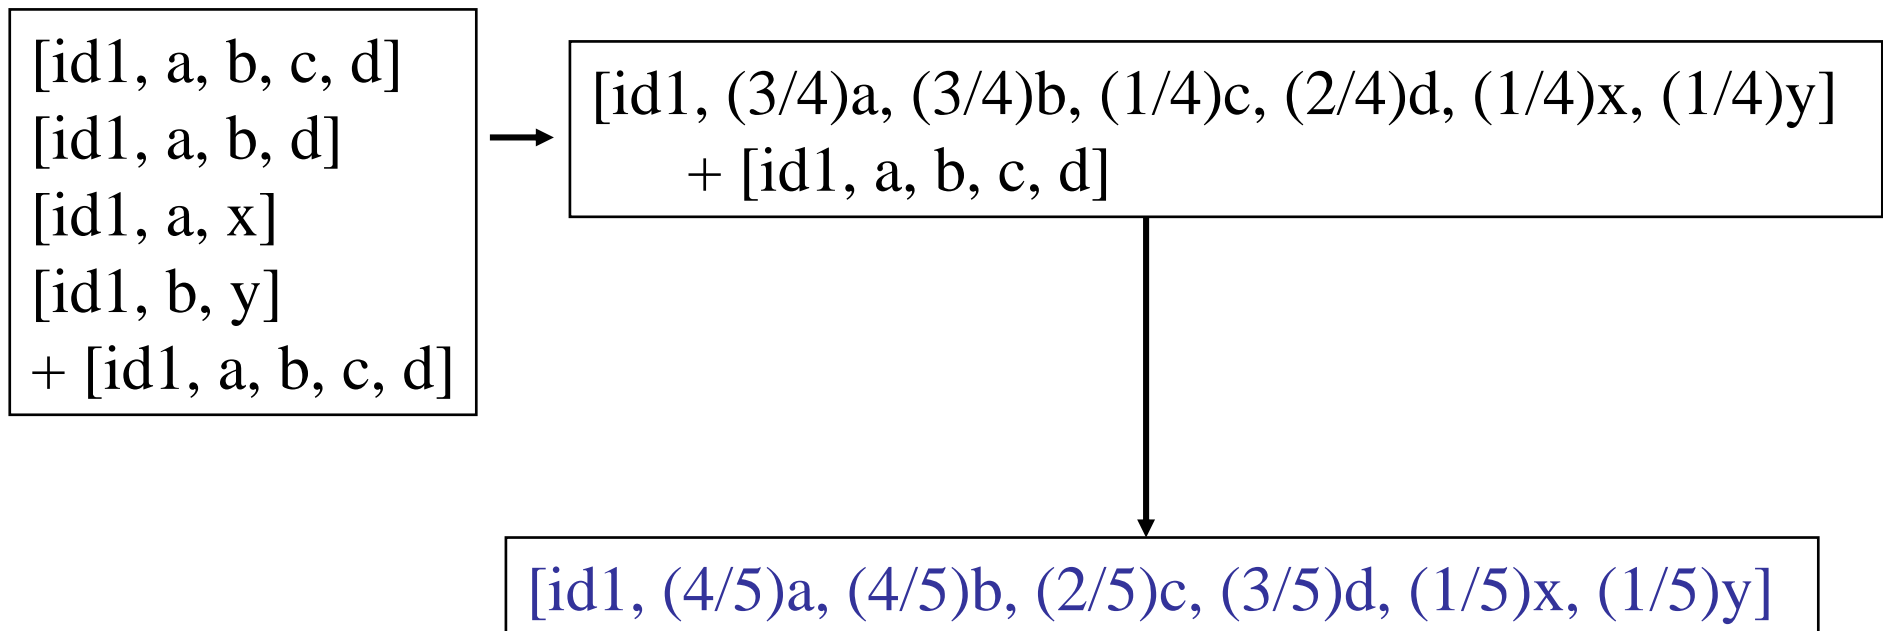 [id1, a, b, c, d]
[id1, a, b, d]
[id1, a, x]
[id1, b, y]
+ [id1, a, b, c, d]
[id1, (3/4)a, (3/4)b, (1/4)c, (2/4)d, (1/4)x, (1/4)y]
+ [id1, a, b, c, d]
[id1, (4/5)a, (4/5)b, (2/5)c, (3/5)d, (1/5)x, (1/5)y]